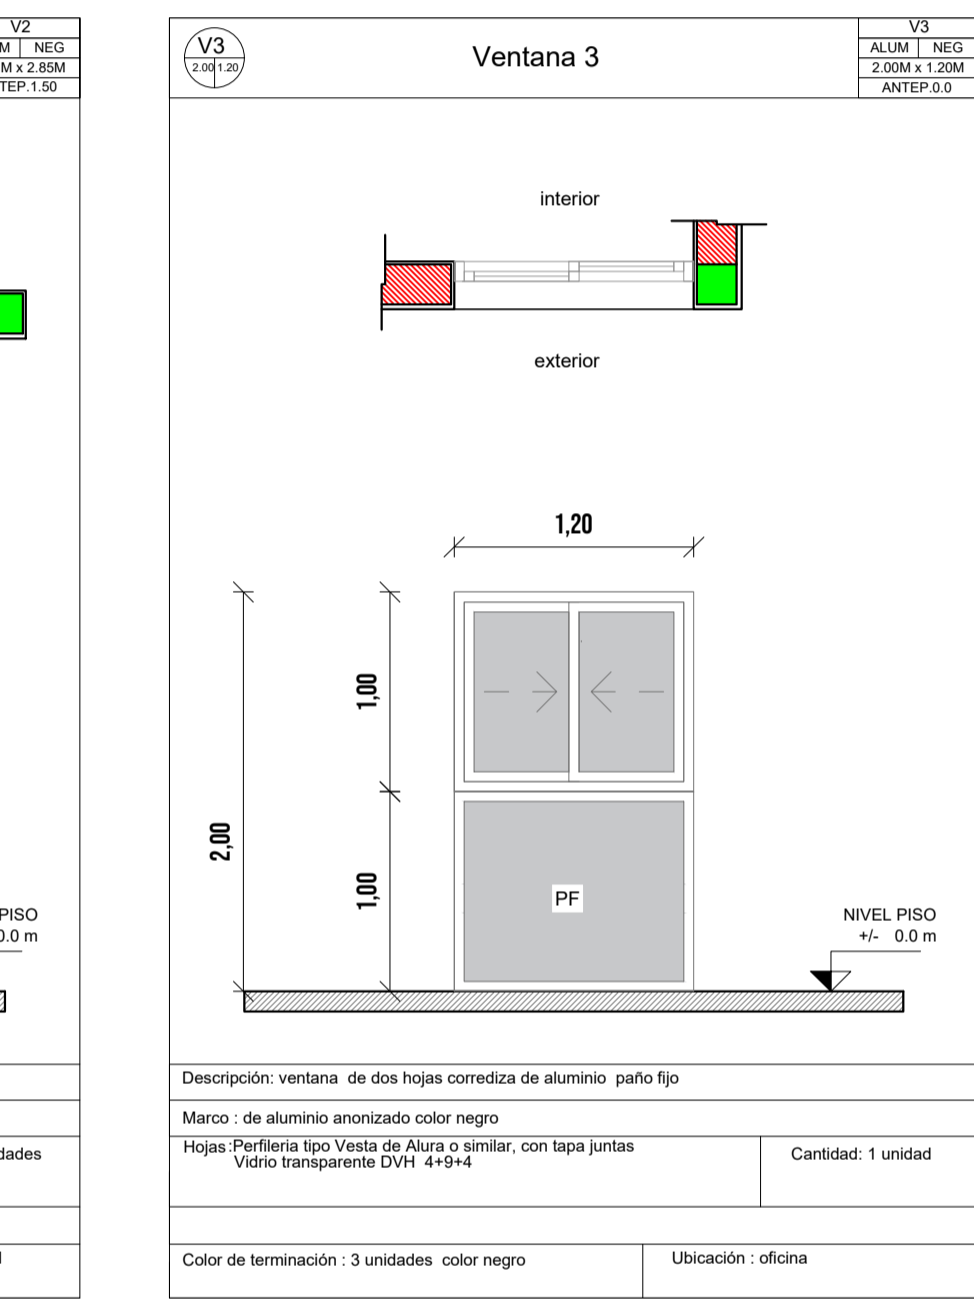 V2
M NEG
M x 2.85M
TEP.1.50
PISO
0.0 m
dades
V3
2.00 1.20
Ventana 3
V3
ALUM NEG
2.00M x 1.20M
ANTEP.0.0
interior
exterior
1,20
1,00
2,00
1,00
PF
NIVEL PISO
+/- 0.0 m
Descripción: ventana de dos hojas corrediza de aluminio paño fijo
Marco : de aluminio anonizado color negro
Hojas :Perfileria tipo Vesta de Alura o similar, con tapa juntas
Vidrio transparente DVH 4+9+4
Cantidad: 1 unidad
Color de terminación : 3 unidades color negro
Ubicación : oficina